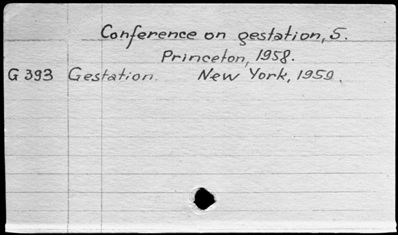 Conference on gestation, 5.
Princeton, 1958.
G 393 Gestation. New York, 1959.